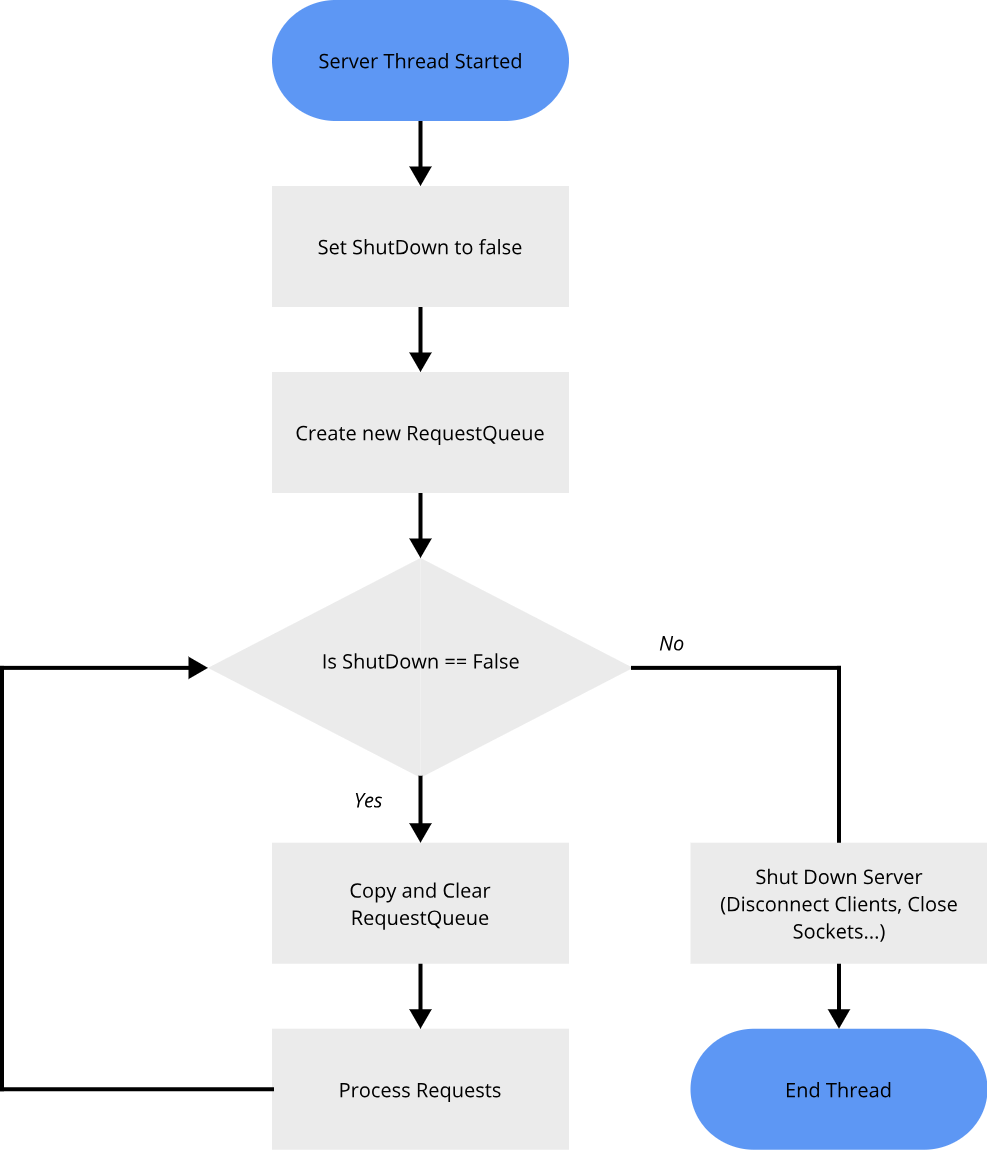 Server Thread Started
Set ShutDown to false
Create new RequestQueue
Is ShutDown == False
No
Yes
Copy and Clear
RequestQueue
Shut Down Server
(Disconnect Clients, Close
Sockets...)
Process Requests
End Thread